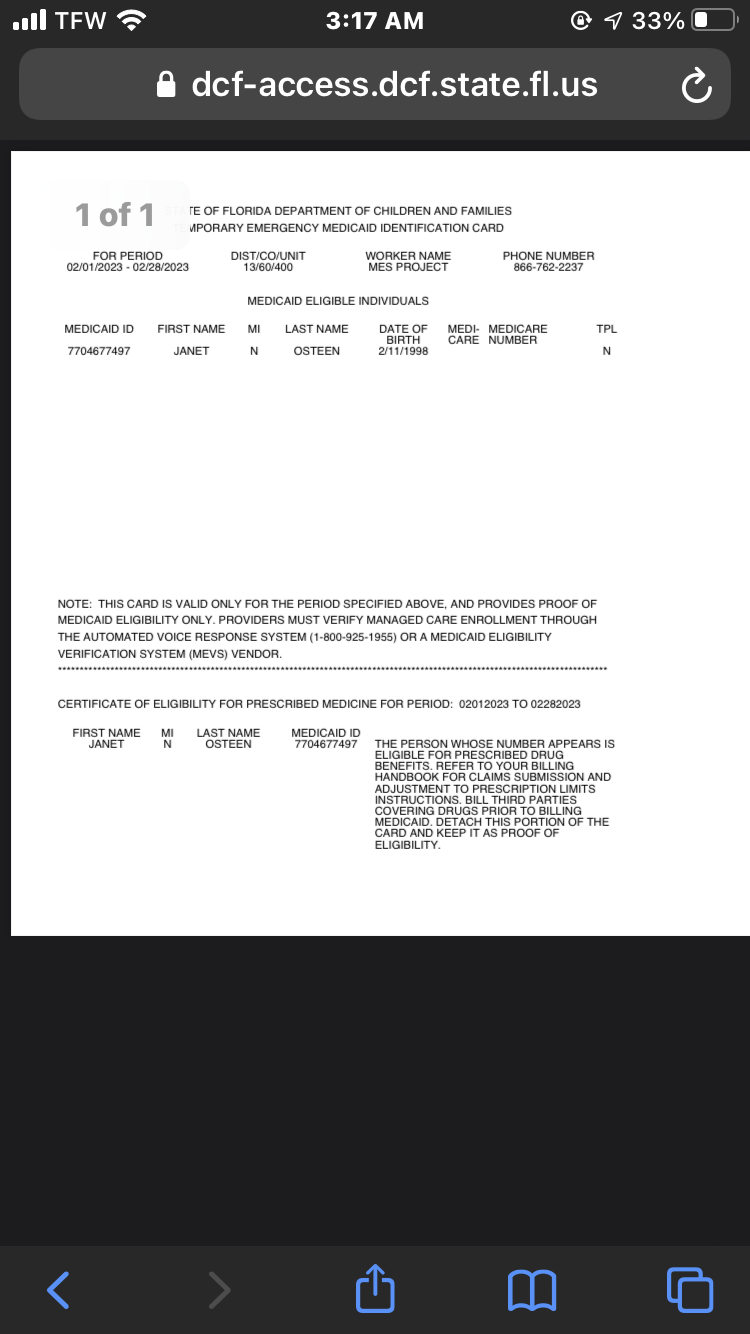 TFW 3:17 AM 33%
dcf-access.dcf.state.fl.us
1 of 1
TE OF FLORIDA DEPARTMENT OF CHILDREN AND FAMILIES
MPORARY EMERGENCY MEDICAID IDENTIFICATION CARD
FOR PERIOD DIST/CO/UNIT WORKER NAME PHONE NUMBER
02/01/2023 - 02/28/2023 13/60/400 MES PROJECT 866-762-2237
MEDICAID ELIGIBLE INDIVIDUALS
MEDICAID ID FIRST NAME MI LAST NAME DATE OF MEDI- MEDICARE TPL
BIRTH CARE NUMBER
7704677497 JANET N OSTEEN 2/11/1998 N
NOTE: THIS CARD IS VALID ONLY FOR THE PERIOD SPECIFIED ABOVE, AND PROVIDES PROOF OF
MEDICAID ELIGIBILITY ONLY. PROVIDERS MUST VERIFY MANAGED CARE ENROLLMENT THROUGH
THE AUTOMATED VOICE RESPONSE SYSTEM (1-800-925-1955) OR A MEDICAID ELIGIBILITY
VERIFICATION SYSTEM (MEVS) VENDOR.
CERTIFICATE OF ELIGIBILITY FOR PRESCRIBED MEDICINE FOR PERIOD: 02012023 TO 02282023
FIRST NAME MI LAST NAME MEDICAID ID
JANET N OSTEEN 7704677497 THE PERSON WHOSE NUMBER APPEARS IS
ELIGIBLE FOR PRESCRIBED DRUG
BENEFITS. REFER TO YOUR BILLING
HANDBOOK FOR CLAIMS SUBMISSION AND
ADJUSTMENT TO PRESCRIPTION LIMITS
INSTRUCTIONS. BILL THIRD PARTIES
COVERING DRUGS PRIOR TO BILLING
MEDICAID. DETACH THIS PORTION OF THE
CARD AND KEEP IT AS PROOF OF
ELIGIBILITY.